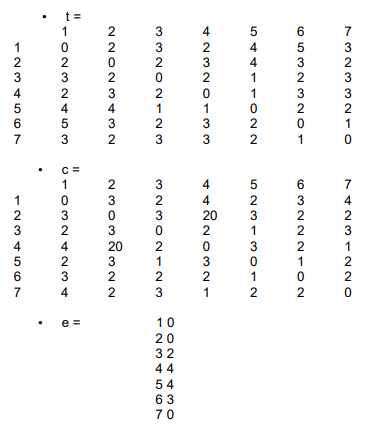 • t =
1 2 3 4 5 6 7
1 0 2 3 2 4 5 3
2 2 0 2 3 4 3 2
3 3 2 0 2 1 2 3
4 2 3 2 0 1 3 3
5 4 4 1 1 0 2 2
6 5 3 2 3 2 0 1
7 3 2 3 3 2 1 0
• c =
1 2 3 4 5 6 7
1 0 3 2 4 2 3 4
2 3 0 3 20 3 2 2
3 2 3 0 2 1 2 3
4 4 20 2 0 3 2 1
5 2 3 1 3 0 1 2
6 3 2 2 2 1 0 2
7 4 2 3 1 2 2 0
• e = 1 0
2 0
3 2
4 4
5 4
6 3
7 0